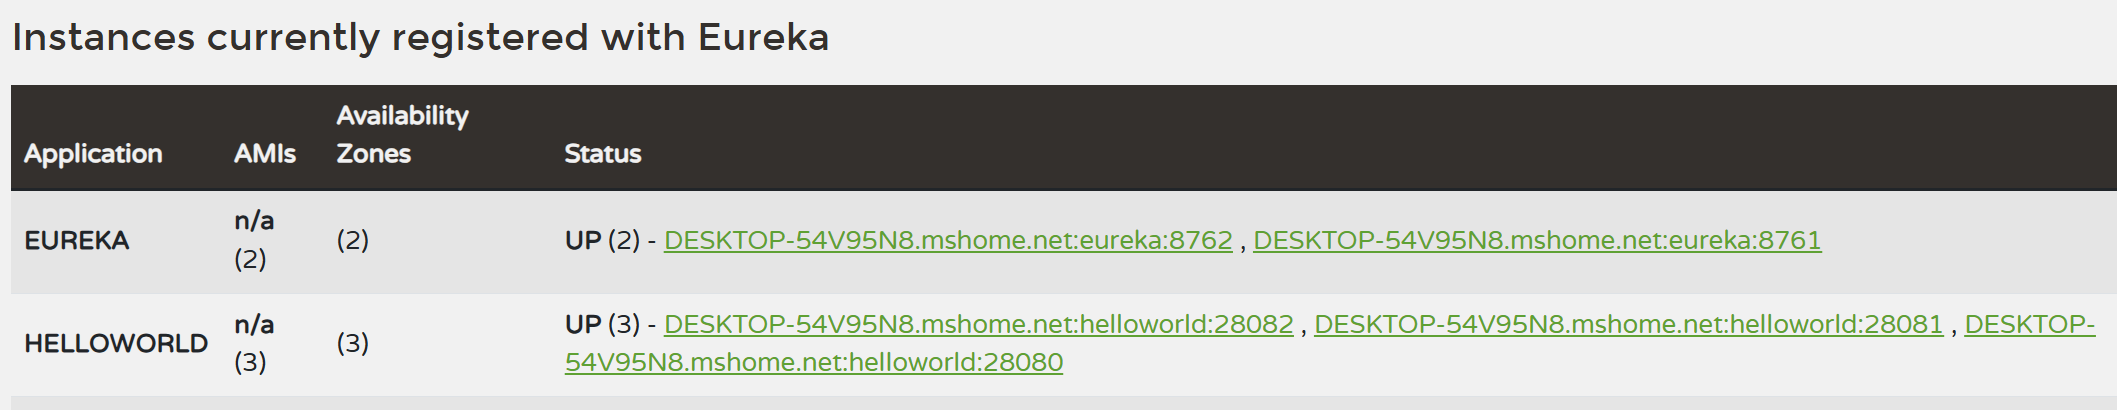 Instances currently registered with Eureka
Application AMIs Availability Zones Status
EUREKA n/a (2) (2) UP (2) - DESKTOP-54V95N8.mshome.net:eureka:8762 , DESKTOP-54V95N8.mshome.net:eureka:8761
HELLOWORLD n/a (3) (3) UP (3) - DESKTOP-54V95N8.mshome.net:helloworld:28082 , DESKTOP-54V95N8.mshome.net:helloworld:28081 , DESKTOP-
54V95N8.mshome.net:helloworld:28080